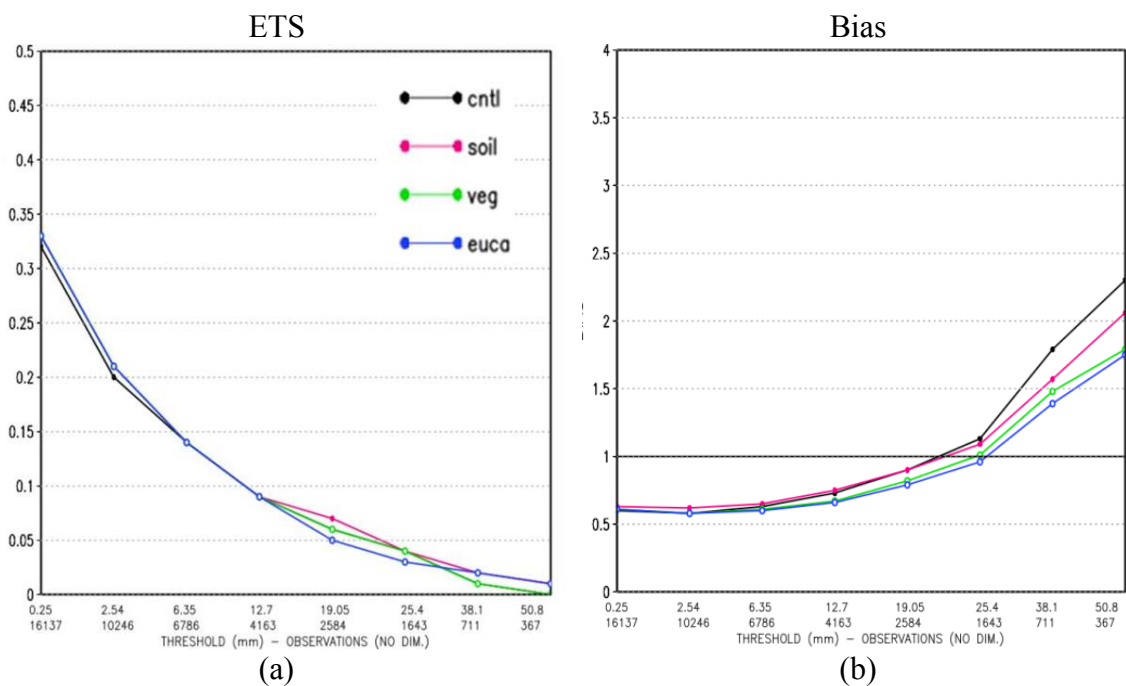 ETS
0.5
0.45
0.4
0.35
0.3
0.25
0.2
0.15
0.1
0.05
0
cntl
soil
veg
euca
0.25 2.54 6.35 12.7 19.05 25.4 38.1 50.8
16137 10246 6786 4163 2584 1643 711 367
THRESHOLD (mm) – OBSERVATIONS (NO DIM.)
(a)
Bias
4
3.5
3
2.5
2
1.5
1
0.5
0
0.25 2.54 6.35 12.7 19.05 25.4 38.1 50.8
16137 10246 6786 4163 2584 1643 711 367
THRESHOLD (mm) – OBSERVATIONS (NO DIM.)
(b)